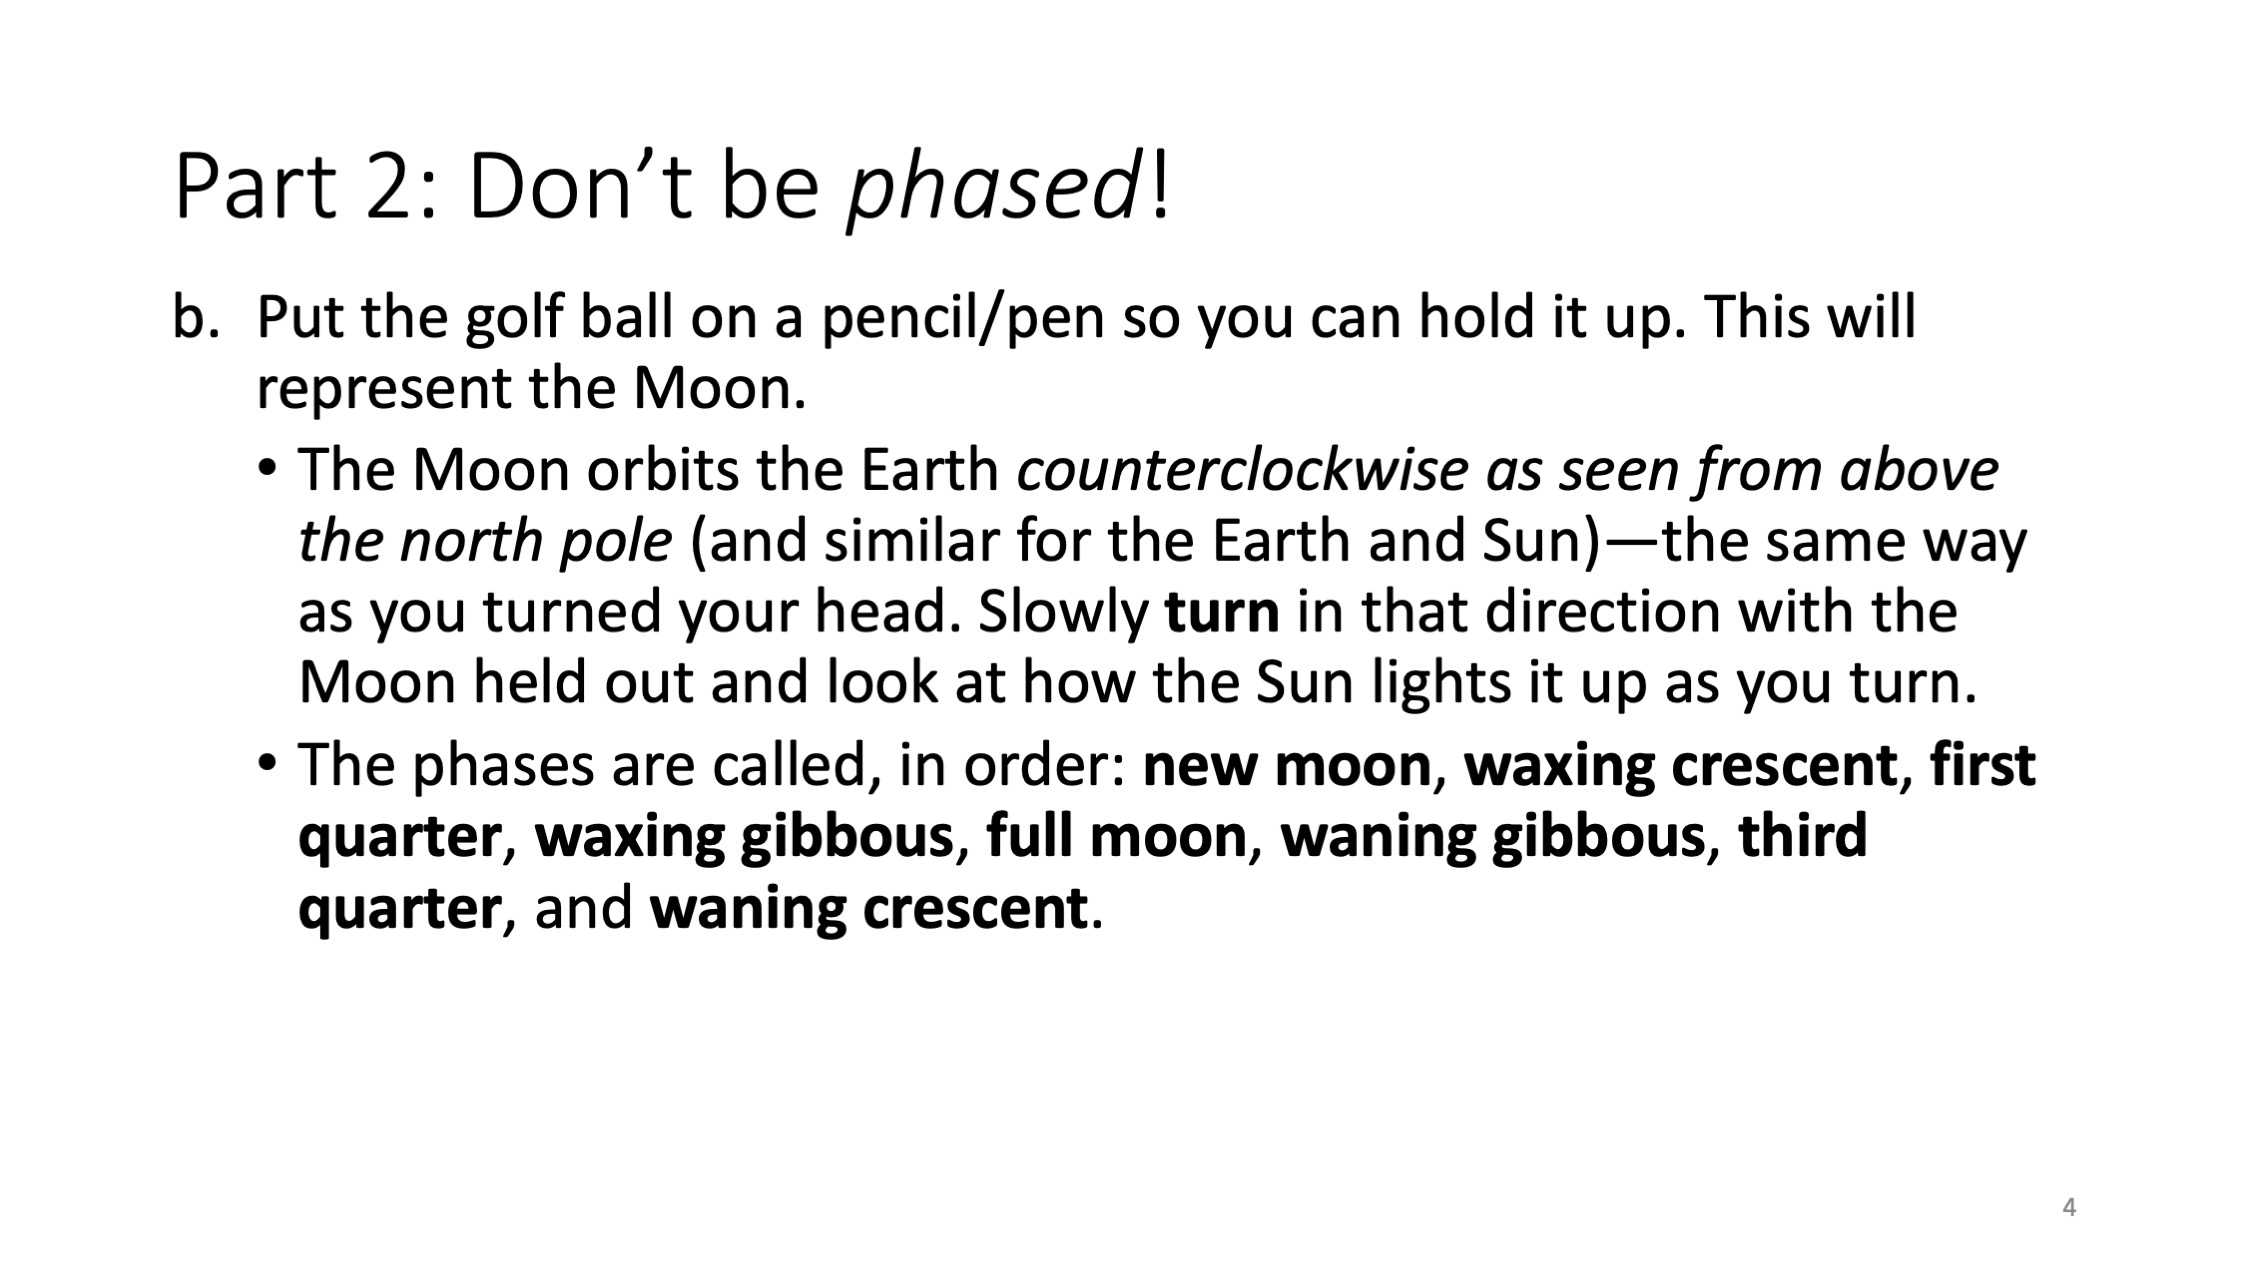 Part 2: Don’t be phased!
b. Put the golf ball on a pencil/pen so you can hold it up. This will
represent the Moon.
• The Moon orbits the Earth counterclockwise as seen from above
the north pole (and similar for the Earth and Sun)—the same way
as you turned your head. Slowly turn in that direction with the
Moon held out and look at how the Sun lights it up as you turn.
• The phases are called, in order: new moon, waxing crescent, first
quarter, waxing gibbous, full moon, waning gibbous, third
quarter, and waning crescent.
4